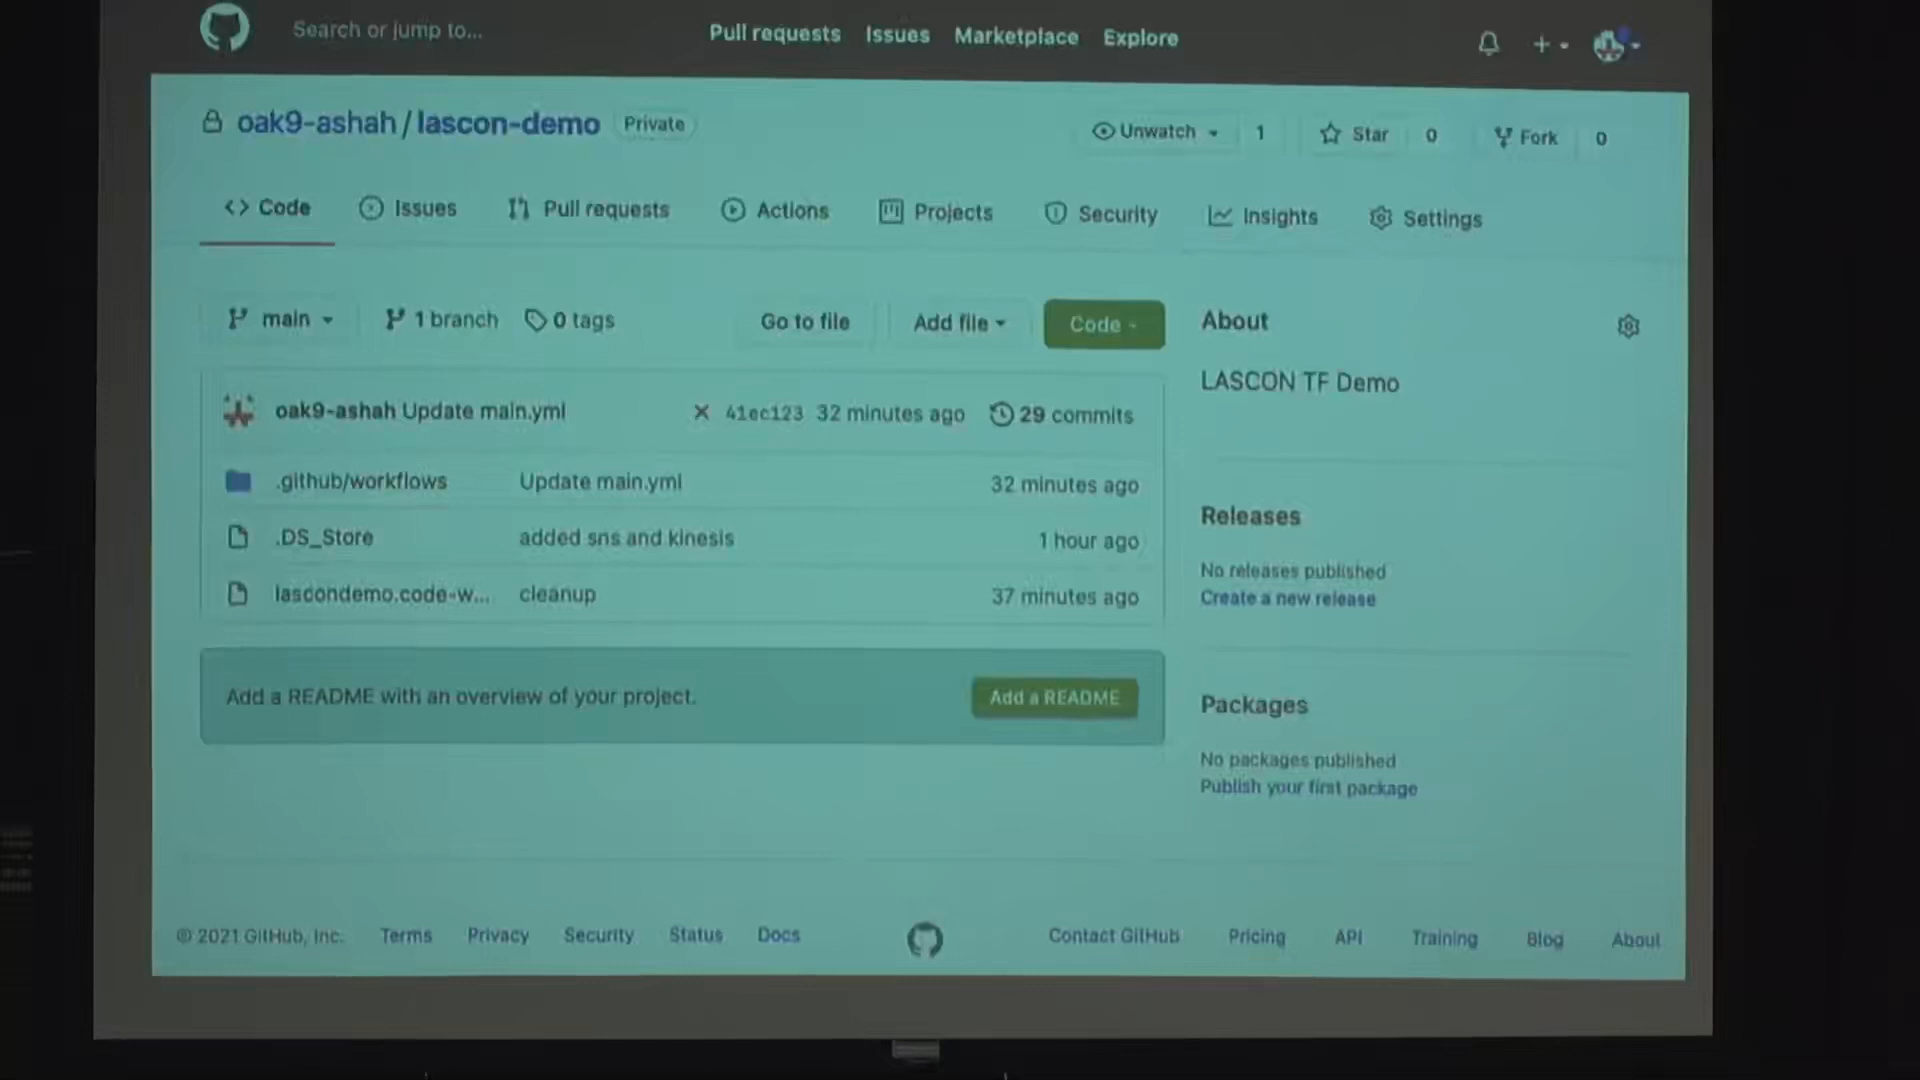 Search or jump to...
Pull requests Issues Marketplace Explore
oak9-ashah / lascon-demo Private
Unwatch 1 Star 0 Fork 0
Code Issues Pull requests Actions Projects Security Insights Settings
main 1 branch 0 tags Go to file Add file Code
oak9-ashah Update main.yml 41ec123 32 minutes ago 29 commits
.github/workflows Update main.yml 32 minutes ago
.DS_Store added sns and kinesis 1 hour ago
lascondemo.code-w... cleanup 37 minutes ago
Add a README with an overview of your project. Add a README
About
LASCON TF Demo
Releases
No releases published
Create a new release
Packages
No packages published
Publish your first package
© 2021 GitHub, Inc. Terms Privacy Security Status Docs Contact GitHub Pricing API Training Blog About